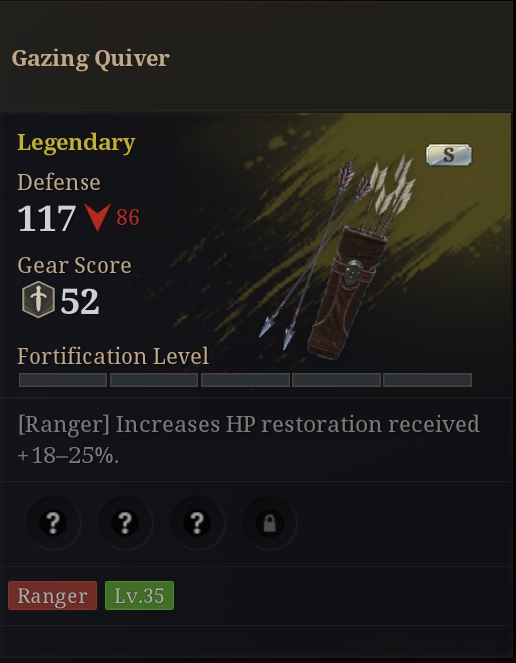 Gazing Quiver
Legendary
S
Defense
117 86
Gear Score
52
Fortification Level
[Ranger] Increases HP restoration received
+18–25%.
? ? ?
Ranger Lv.35